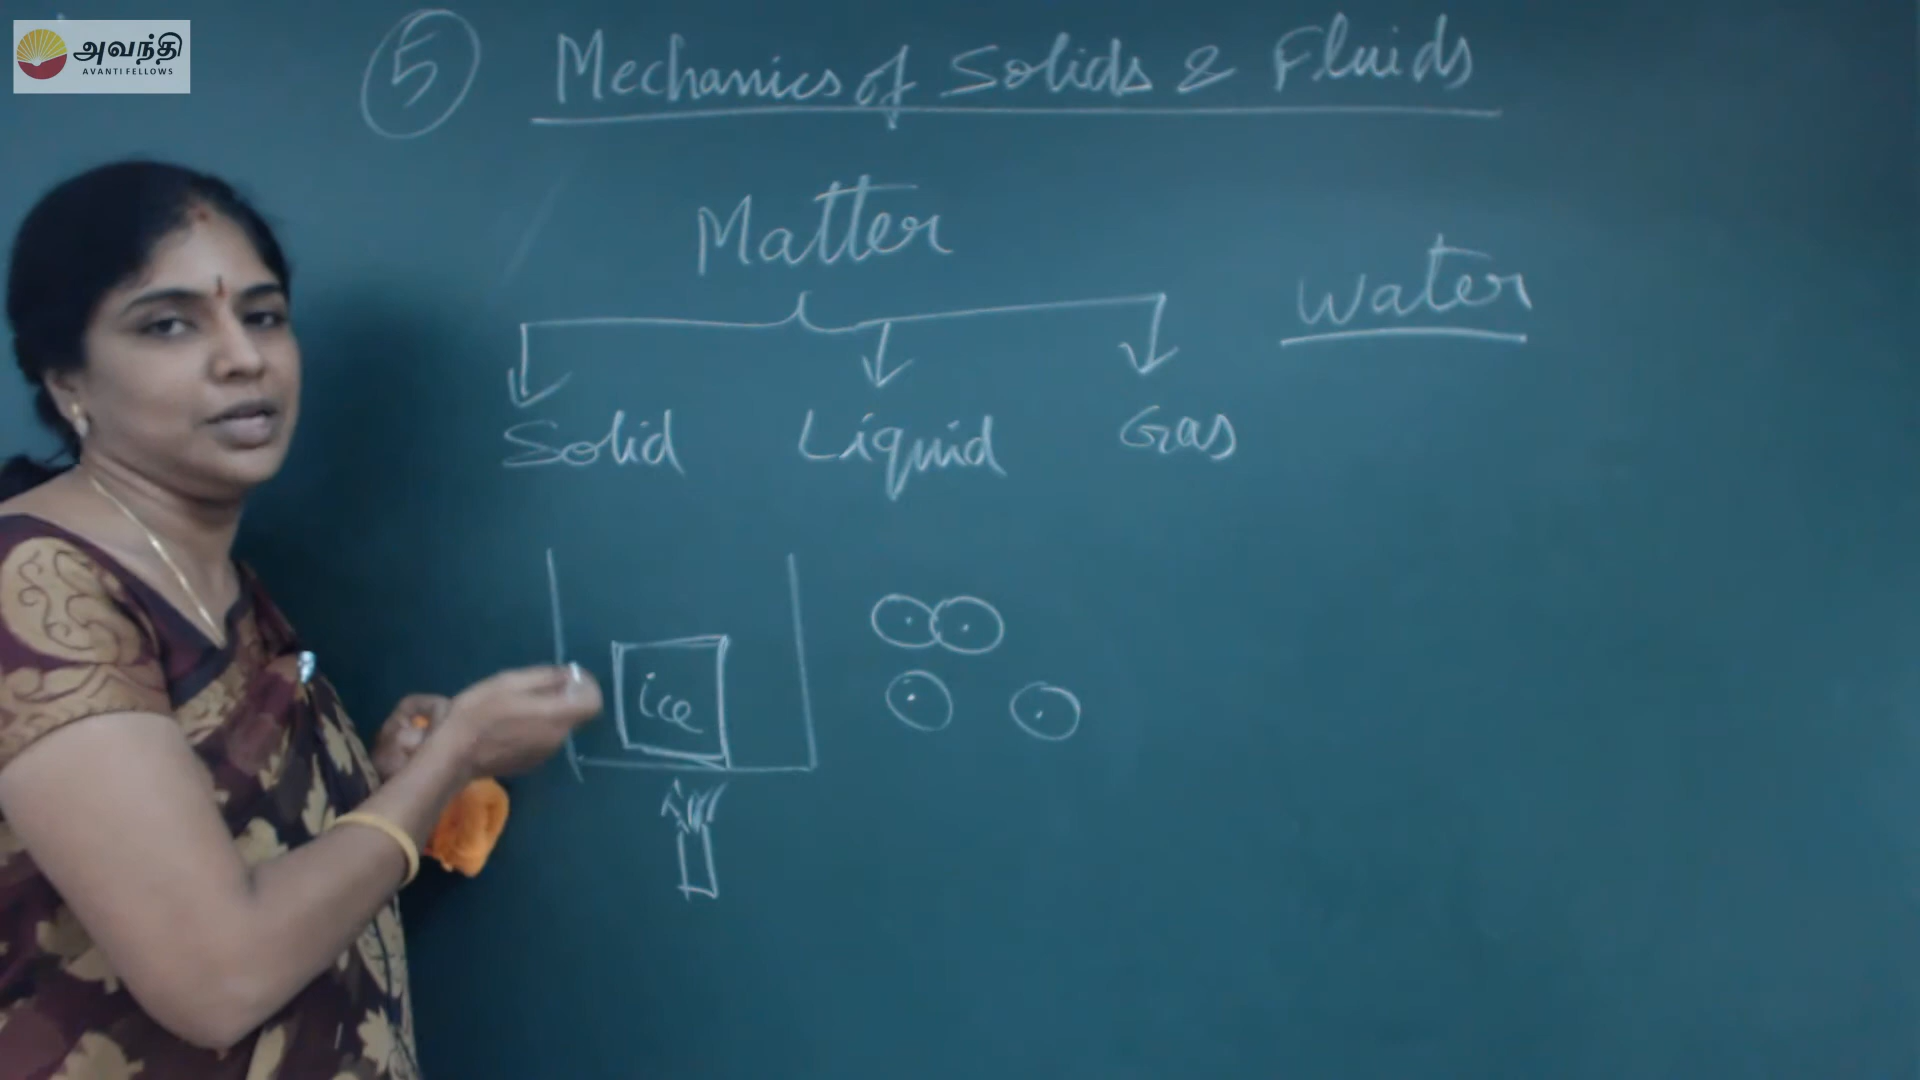 அவந்தி
AVANTI FELLOWS
5 Mechanics of Solids & Fluids
Matter
Water
Solid Liquid Gas
ice